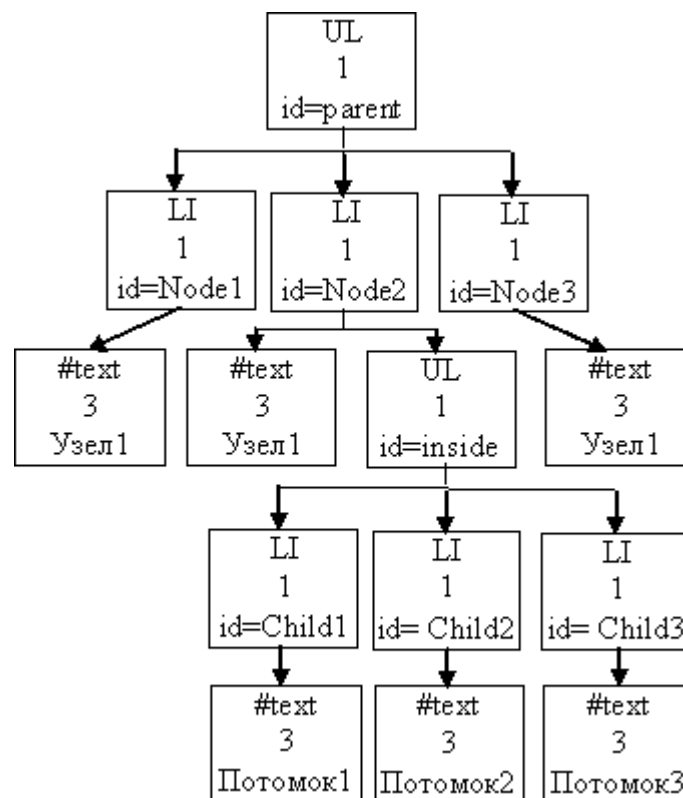 UL
1
id=parent
LI
1
id=Node1
LI
1
id=Node2
LI
1
id=Node3
#text
3
Узел1
#text
3
Узел1
UL
1
id=inside
#text
3
Узел1
LI
1
id=Child1
LI
1
id= Child2
LI
1
id= Child3
#text
3
Потомок1
#text
3
Потомок2
#text
3
Потомок3